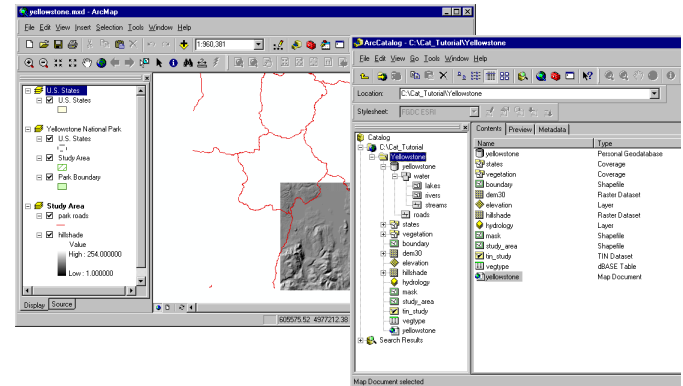 yellowstone.mxd - ArcMap
File Edit View Insert Selection Tools Window Help
1:960,381
U.S. States
U.S. States
Yellowstone National Park
U.S. States
Study Area
Park Boundary
Study Area
park roads
hillshade
Value
High : 254.000000
Low : 1.000000
Display Source
605575.52 4977212.38
ArcCatalog - C:\Cat_Tutorial\Yellowstone
File Edit View Go Tools Window Help
Location: C:\Cat_Tutorial\Yellowstone
Stylesheet: FGDC ESRI
Catalog
C:\Cat_Tutorial
Yellowstone
yellowstone
water
lakes
rivers
streams
roads
states
vegetation
boundary
dem30
elevation
hillshade
hydrology
mask
study_area
tin_study
vegtype
yellowstone
Search Results
Contents Preview Metadata
Name Type
yellowstone Personal Geodatabase
states Coverage
vegetation Coverage
boundary Shapefile
dem30 Raster Dataset
elevation Layer
hillshade Raster Dataset
hydrology Layer
mask Shapefile
study_area Shapefile
tin_study TIN Dataset
vegtype dBASE Table
yellowstone Map Document
Map Document selected